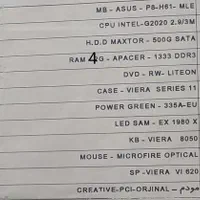 MB - ASUS - P8-H61- MLE
CPU INTEL-G2020 2.9/3M
H.D.D MAXTOR - 500G SATA
RAM 4G - APACER - 1333 DDR3
DVD - RW- LITEON
CASE - VIERA SERIES 11
POWER GREEN - 335A-EU
LED SAM - EX 1980 X
KB - VIERA 8050
MOUSE - MICROFIRE OPTICAL
SP -VIERA VI 620
CREATIVE-PCI-ORJINAL — مودم